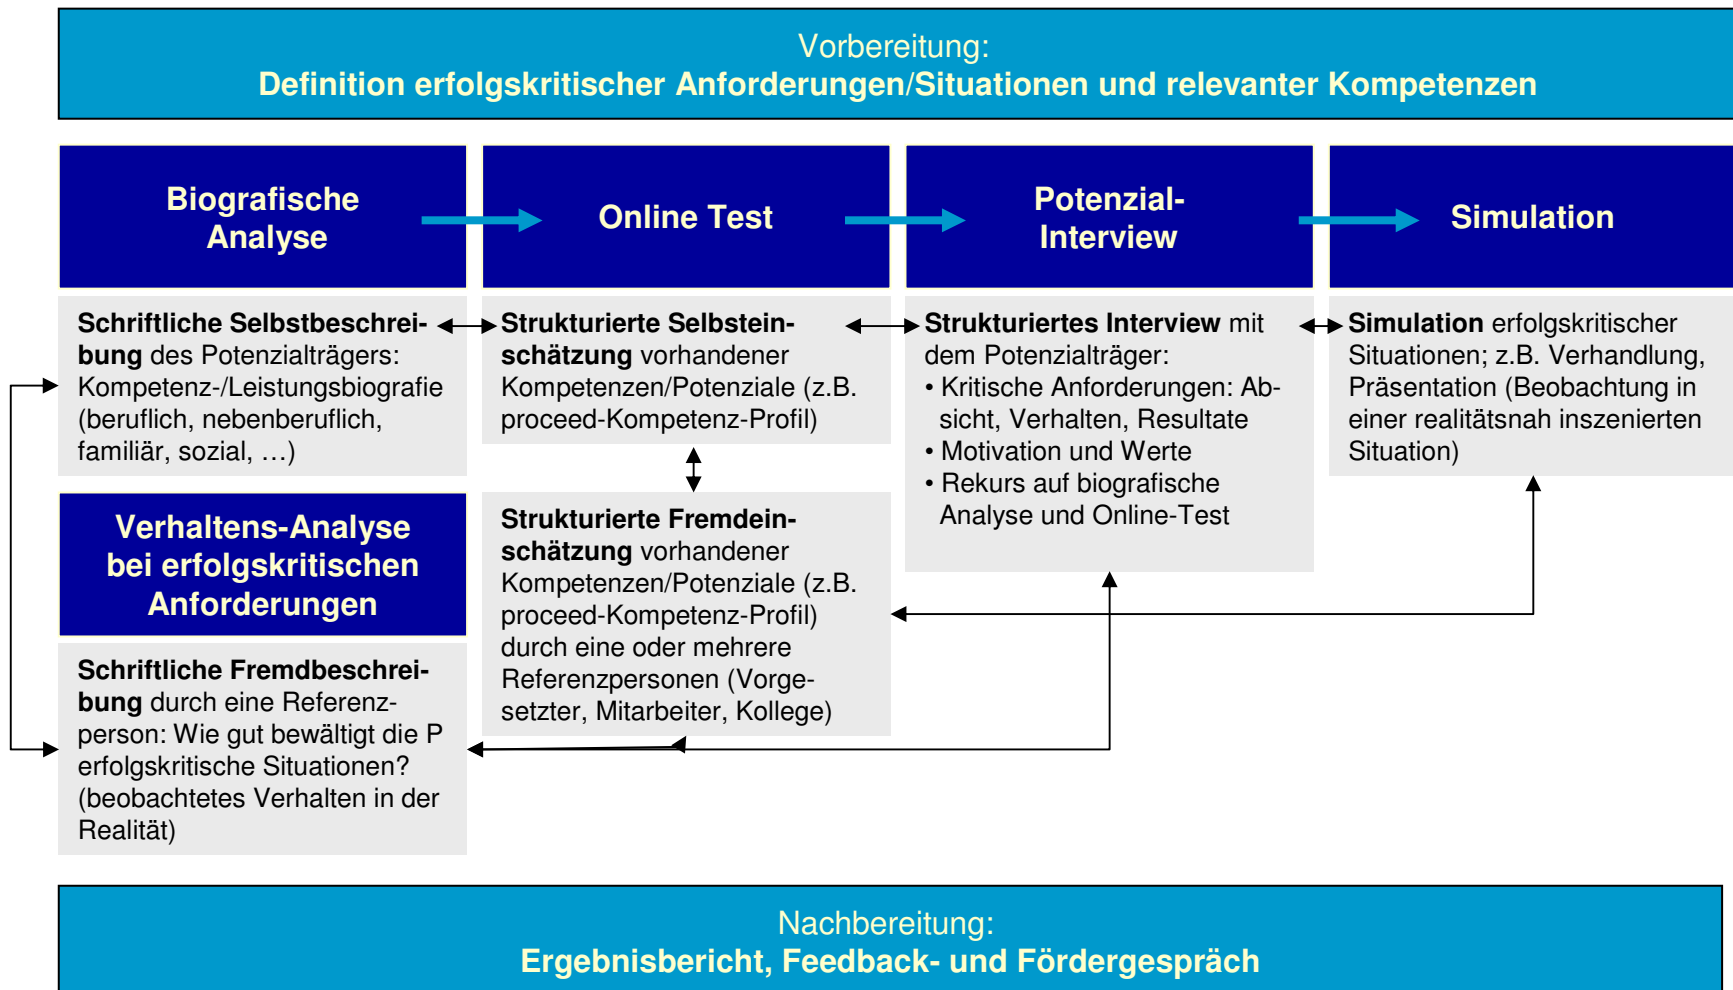 Vorbereitung:
Definition erfolgskritischer Anforderungen/Situationen und relevanter Kompetenzen
Biografische
Analyse
Online Test
Potenzial-
Interview
Simulation
Schriftliche Selbstbeschrei-
bung des Potenzialträgers:
Kompetenz-/Leistungsbiografie
(beruflich, nebenberuflich,
familiär, sozial, …)
Strukturierte Selbstein-
schätzung vorhandener
Kompetenzen/Potenziale (z.B.
proceed-Kompetenz-Profil)
Strukturiertes Interview mit
dem Potenzialträger:
• Kritische Anforderungen: Ab-
sicht, Verhalten, Resultate
• Motivation und Werte
• Rekurs auf biografische
Analyse und Online-Test
Simulation erfolgskritischer
Situationen; z.B. Verhandlung,
Präsentation (Beobachtung in
einer realitätsnah inszenierten
Situation)
Verhaltens-Analyse
bei erfolgskritischen
Anforderungen
Strukturierte Fremdein-
schätzung vorhandener
Kompetenzen/Potenziale (z.B.
proceed-Kompetenz-Profil)
durch eine oder mehrere
Referenzpersonen (Vorge-
setzter, Mitarbeiter, Kollege)
Schriftliche Fremdbeschrei-
bung durch eine Referenz-
person: Wie gut bewältigt die P
erfolgskritische Situationen?
(beobachtetes Verhalten in der
Realität)
Nachbereitung:
Ergebnisbericht, Feedback- und Fördergespräch